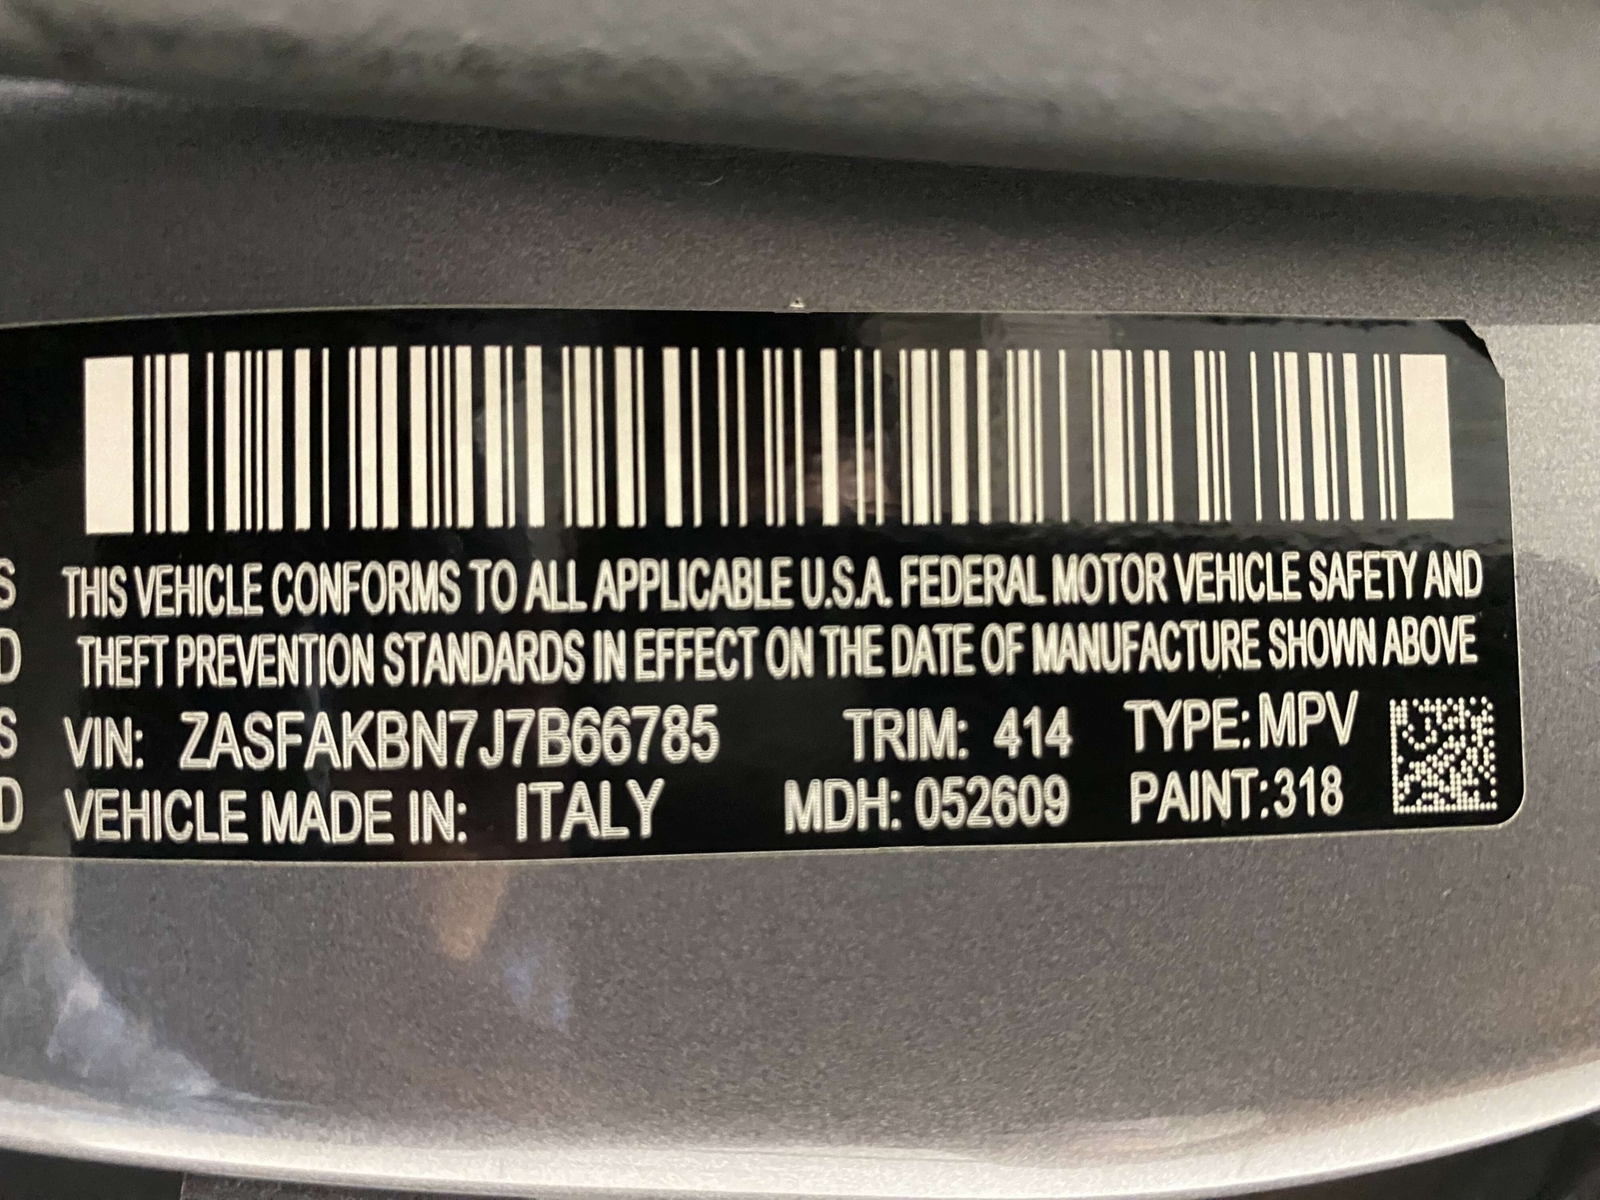 S THIS VEHICLE CONFORMS TO ALL APPLICABLE U.S.A. FEDERAL MOTOR VEHICLE SAFETY AND
D THEFT PREVENTION STANDARDS IN EFFECT ON THE DATE OF MANUFACTURE SHOWN ABOVE
S VIN: ZASFAKBN7J7B66785 TRIM: 414 TYPE: MPV
D VEHICLE MADE IN: ITALY MDH: 052609 PAINT:318